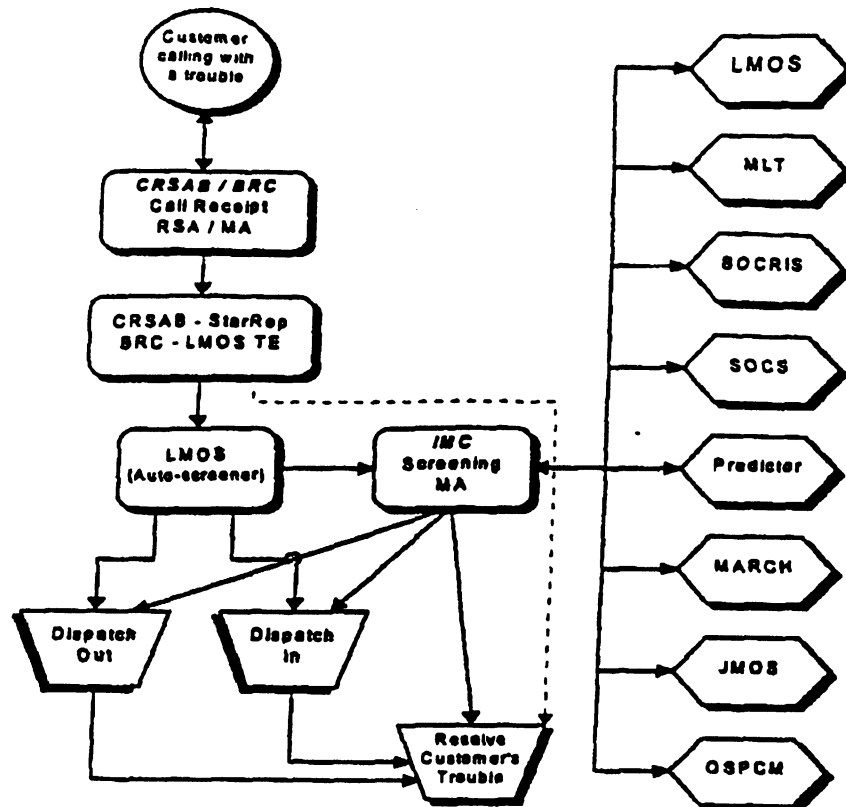 Customer
calling with
a trouble
CRSAB / BRC
Call Receipt
RSA / MA
CRSAB - StarRep
BRC - LMOS TE
LMOS
(Auto-screener)
IMC
Screening
MA
Dispatch
Out
Dispatch
In
Resolve
Customer's
Trouble
LMOS
MLT
BOCRIS
SOCS
Predictor
MARCH
JMOS
OSPCM